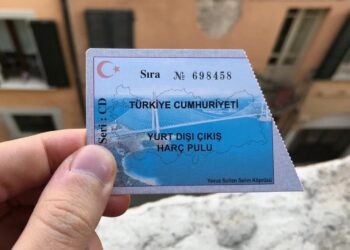 Sıra № 698458
Seri : CD
TÜRKİYE CUMHURİYETİ
YURT DIŞI ÇIKIŞ
HARÇ PULU
Yavuz Sultan Selim Köprüsü